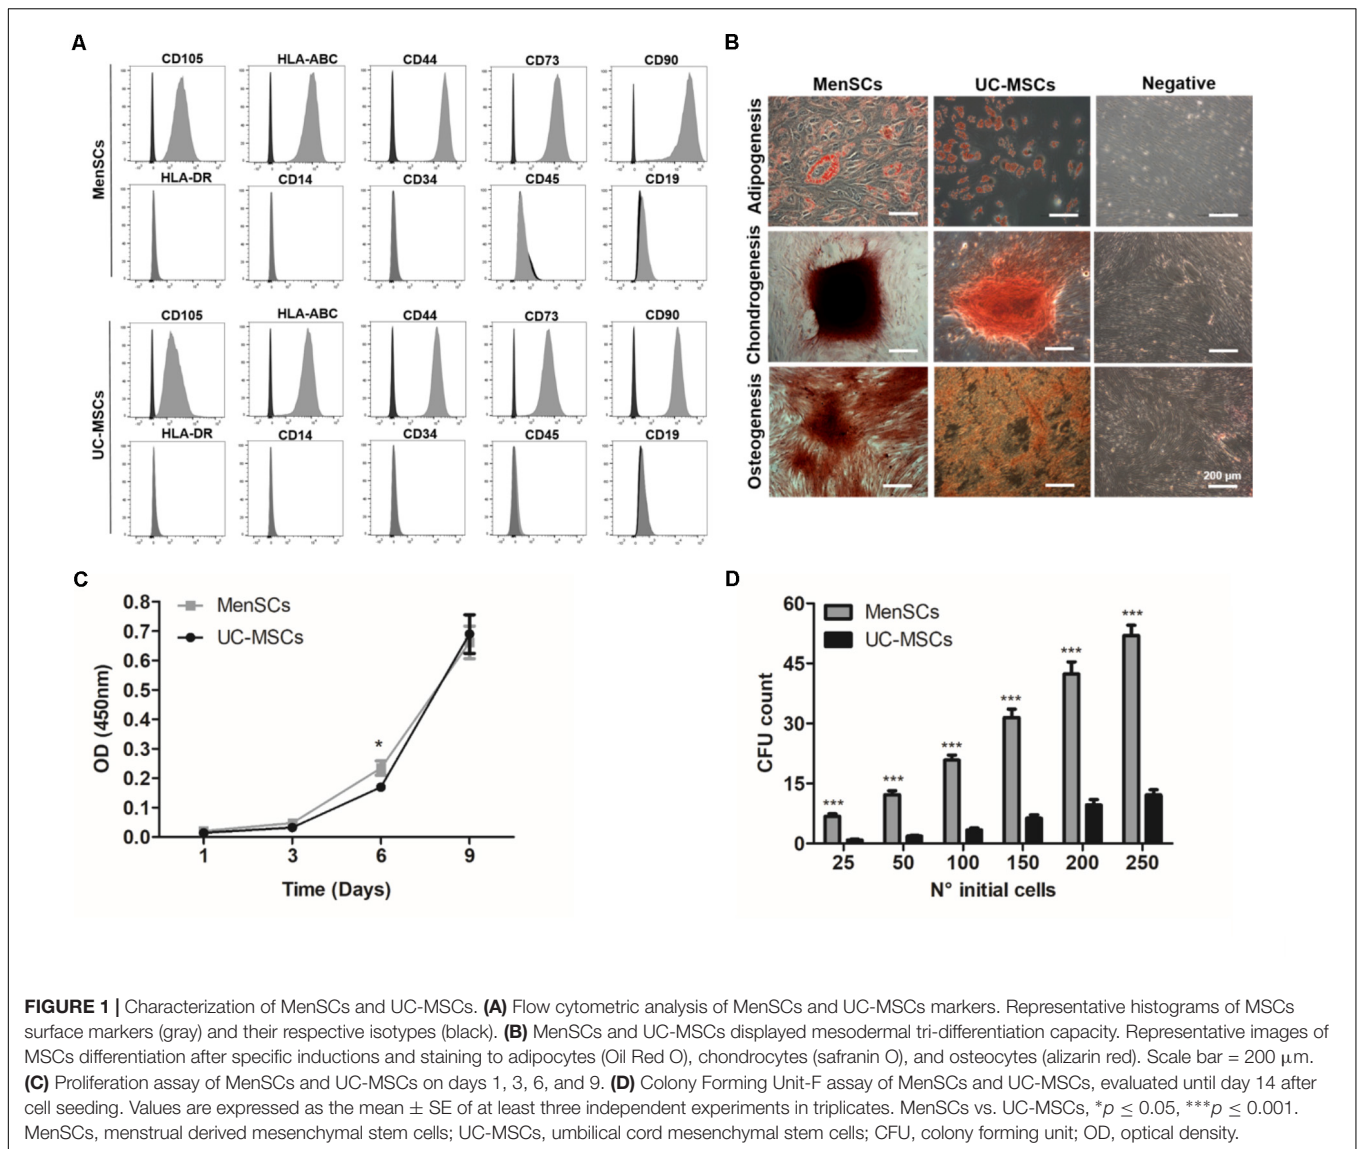 A
CD105 HLA-ABC CD44 CD73 CD90
MenSCs
HLA-DR CD14 CD34 CD45 CD19
CD105 HLA-ABC CD44 CD73 CD90
UC-MSCs
HLA-DR CD14 CD34 CD45 CD19
B
MenSCs UC-MSCs Negative
Adipogenesis
Chondrogenesis
Osteogenesis
200 µm
C
MenSCs
UC-MSCs
OD (450nm)
0.8
0.7
0.6
0.5
0.4
0.3
0.2
0.1
0.0
*
1 3 6 9
Time (Days)
D
MenSCs
UC-MSCs
CFU count
60
45
30
15
0
*** *** *** *** *** ***
25 50 100 150 200 250
N° initial cells
FIGURE 1 | Characterization of MenSCs and UC-MSCs. (A) Flow cytometric analysis of MenSCs and UC-MSCs markers. Representative histograms of MSCs
surface markers (gray) and their respective isotypes (black). (B) MenSCs and UC-MSCs displayed mesodermal tri-differentiation capacity. Representative images of
MSCs differentiation after specific inductions and staining to adipocytes (Oil Red O), chondrocytes (safranin O), and osteocytes (alizarin red). Scale bar = 200 µm.
(C) Proliferation assay of MenSCs and UC-MSCs on days 1, 3, 6, and 9. (D) Colony Forming Unit-F assay of MenSCs and UC-MSCs, evaluated until day 14 after
cell seeding. Values are expressed as the mean ± SE of at least three independent experiments in triplicates. MenSCs vs. UC-MSCs, *p ≤ 0.05, ***p ≤ 0.001.
MenSCs, menstrual derived mesenchymal stem cells; UC-MSCs, umbilical cord mesenchymal stem cells; CFU, colony forming unit; OD, optical density.